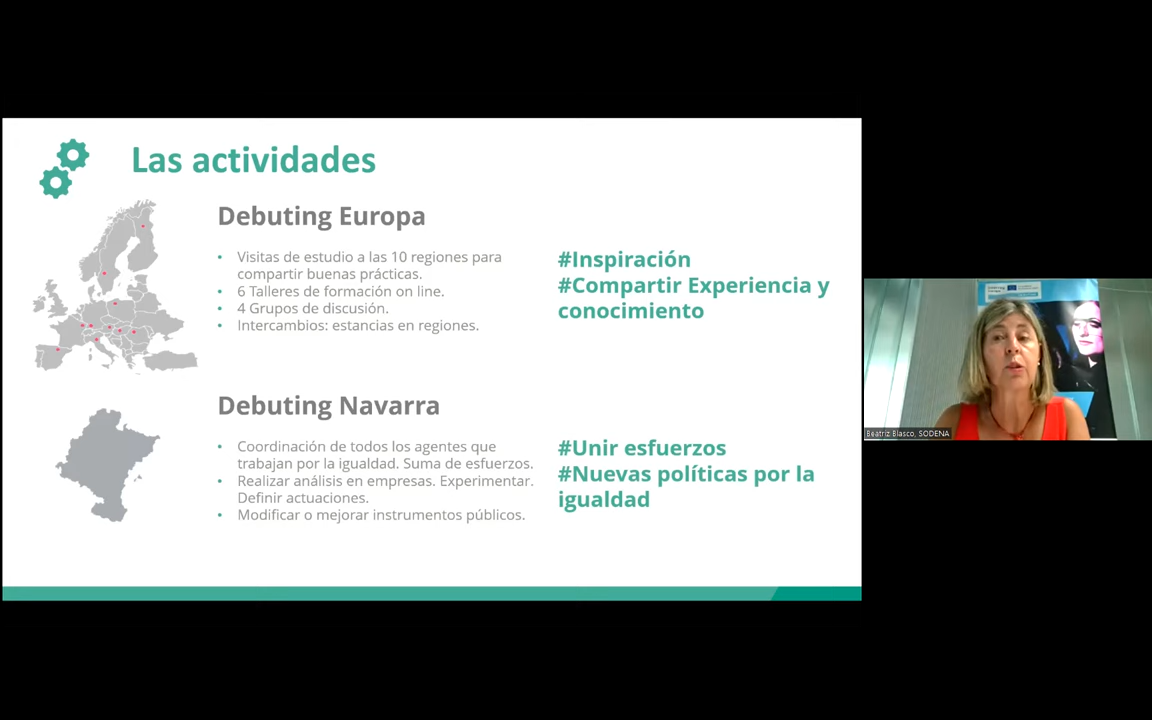 Las actividades
Debuting Europa
• Visitas de estudio a las 10 regiones para
compartir buenas prácticas.
• 6 Talleres de formación on line.
• 4 Grupos de discusión.
• Intercambios: estancias en regiones.
#Inspiración
#Compartir Experiencia y
conocimiento
Debuting Navarra
• Coordinación de todos los agentes que
trabajan por la igualdad. Suma de esfuerzos.
• Realizar análisis en empresas. Experimentar.
Definir actuaciones.
• Modificar o mejorar instrumentos públicos.
#Unir esfuerzos
#Nuevas políticas por la
igualdad
Beatriz Blasco, SODENA